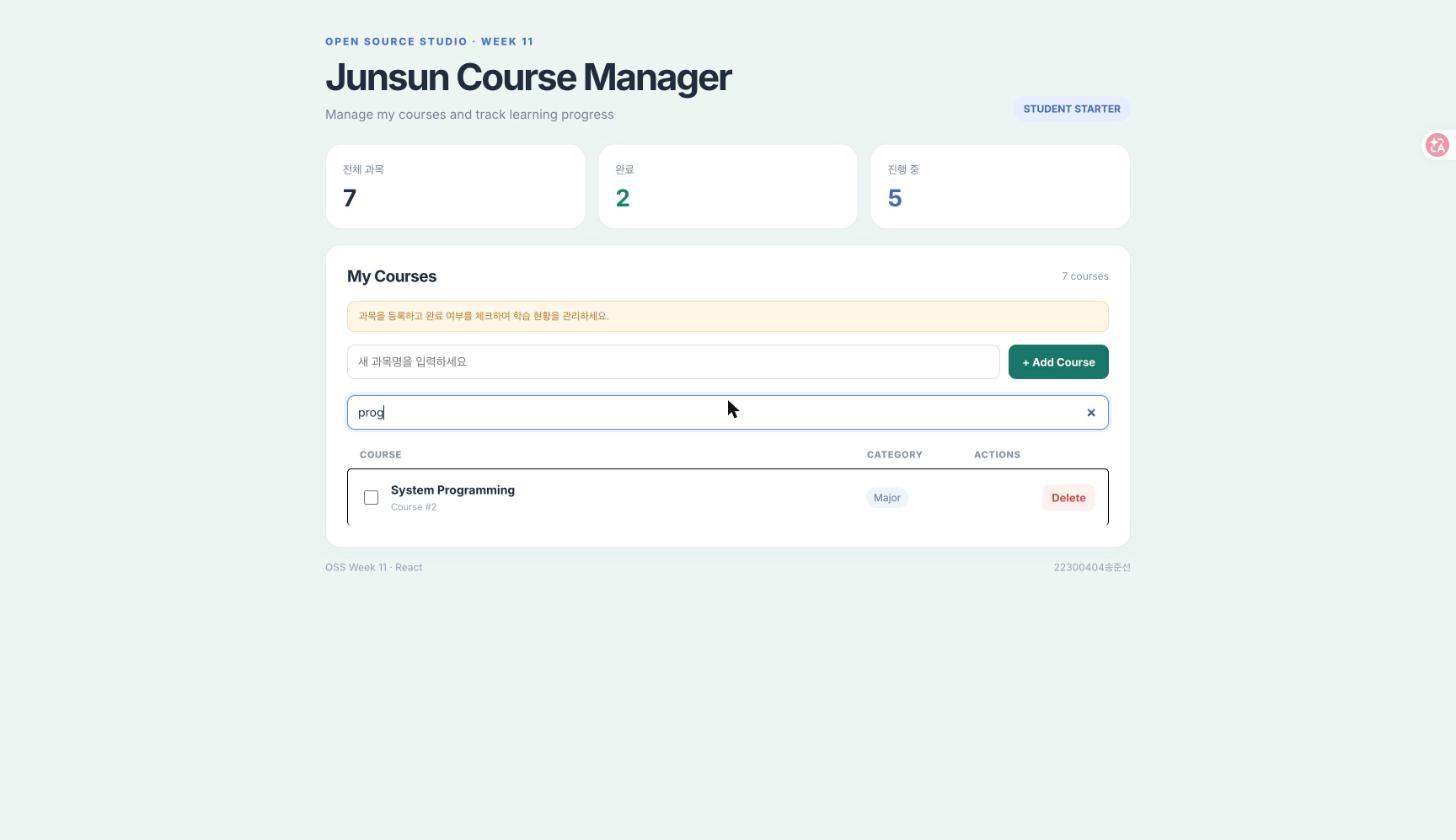 OPEN SOURCE STUDIO · WEEK 11
Junsun Course Manager
Manage my courses and track learning progress
STUDENT STARTER
전체 과목
7
완료
2
진행 중
5
My Courses
7 courses
과목을 등록하고 완료 여부를 체크하며 학습 현황을 관리하세요.
새 과목명을 입력하세요
+ Add Course
prog
×
COURSE CATEGORY ACTIONS
System Programming
Course #2
Major
Delete
OSS Week 11 · React
22300404송준선